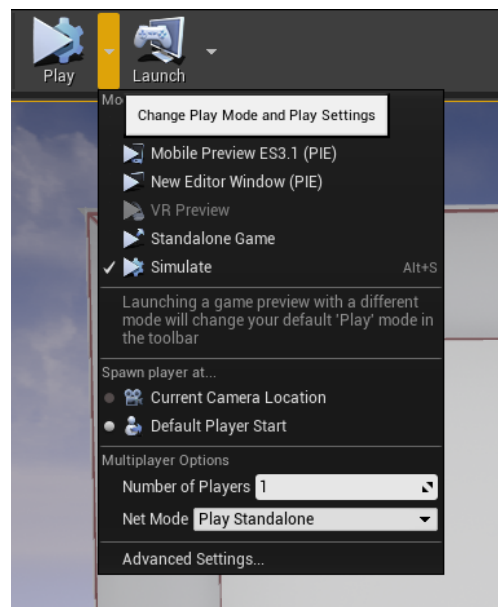 Play
Launch
Mo
Change Play Mode and Play Settings
Mobile Preview ES3.1 (PIE)
New Editor Window (PIE)
VR Preview
Standalone Game
Simulate Alt+S
Launching a game preview with a different
mode will change your default 'Play' mode in
the toolbar
Spawn player at...
Current Camera Location
Default Player Start
Multiplayer Options
Number of Players 1
Net Mode Play Standalone
Advanced Settings...